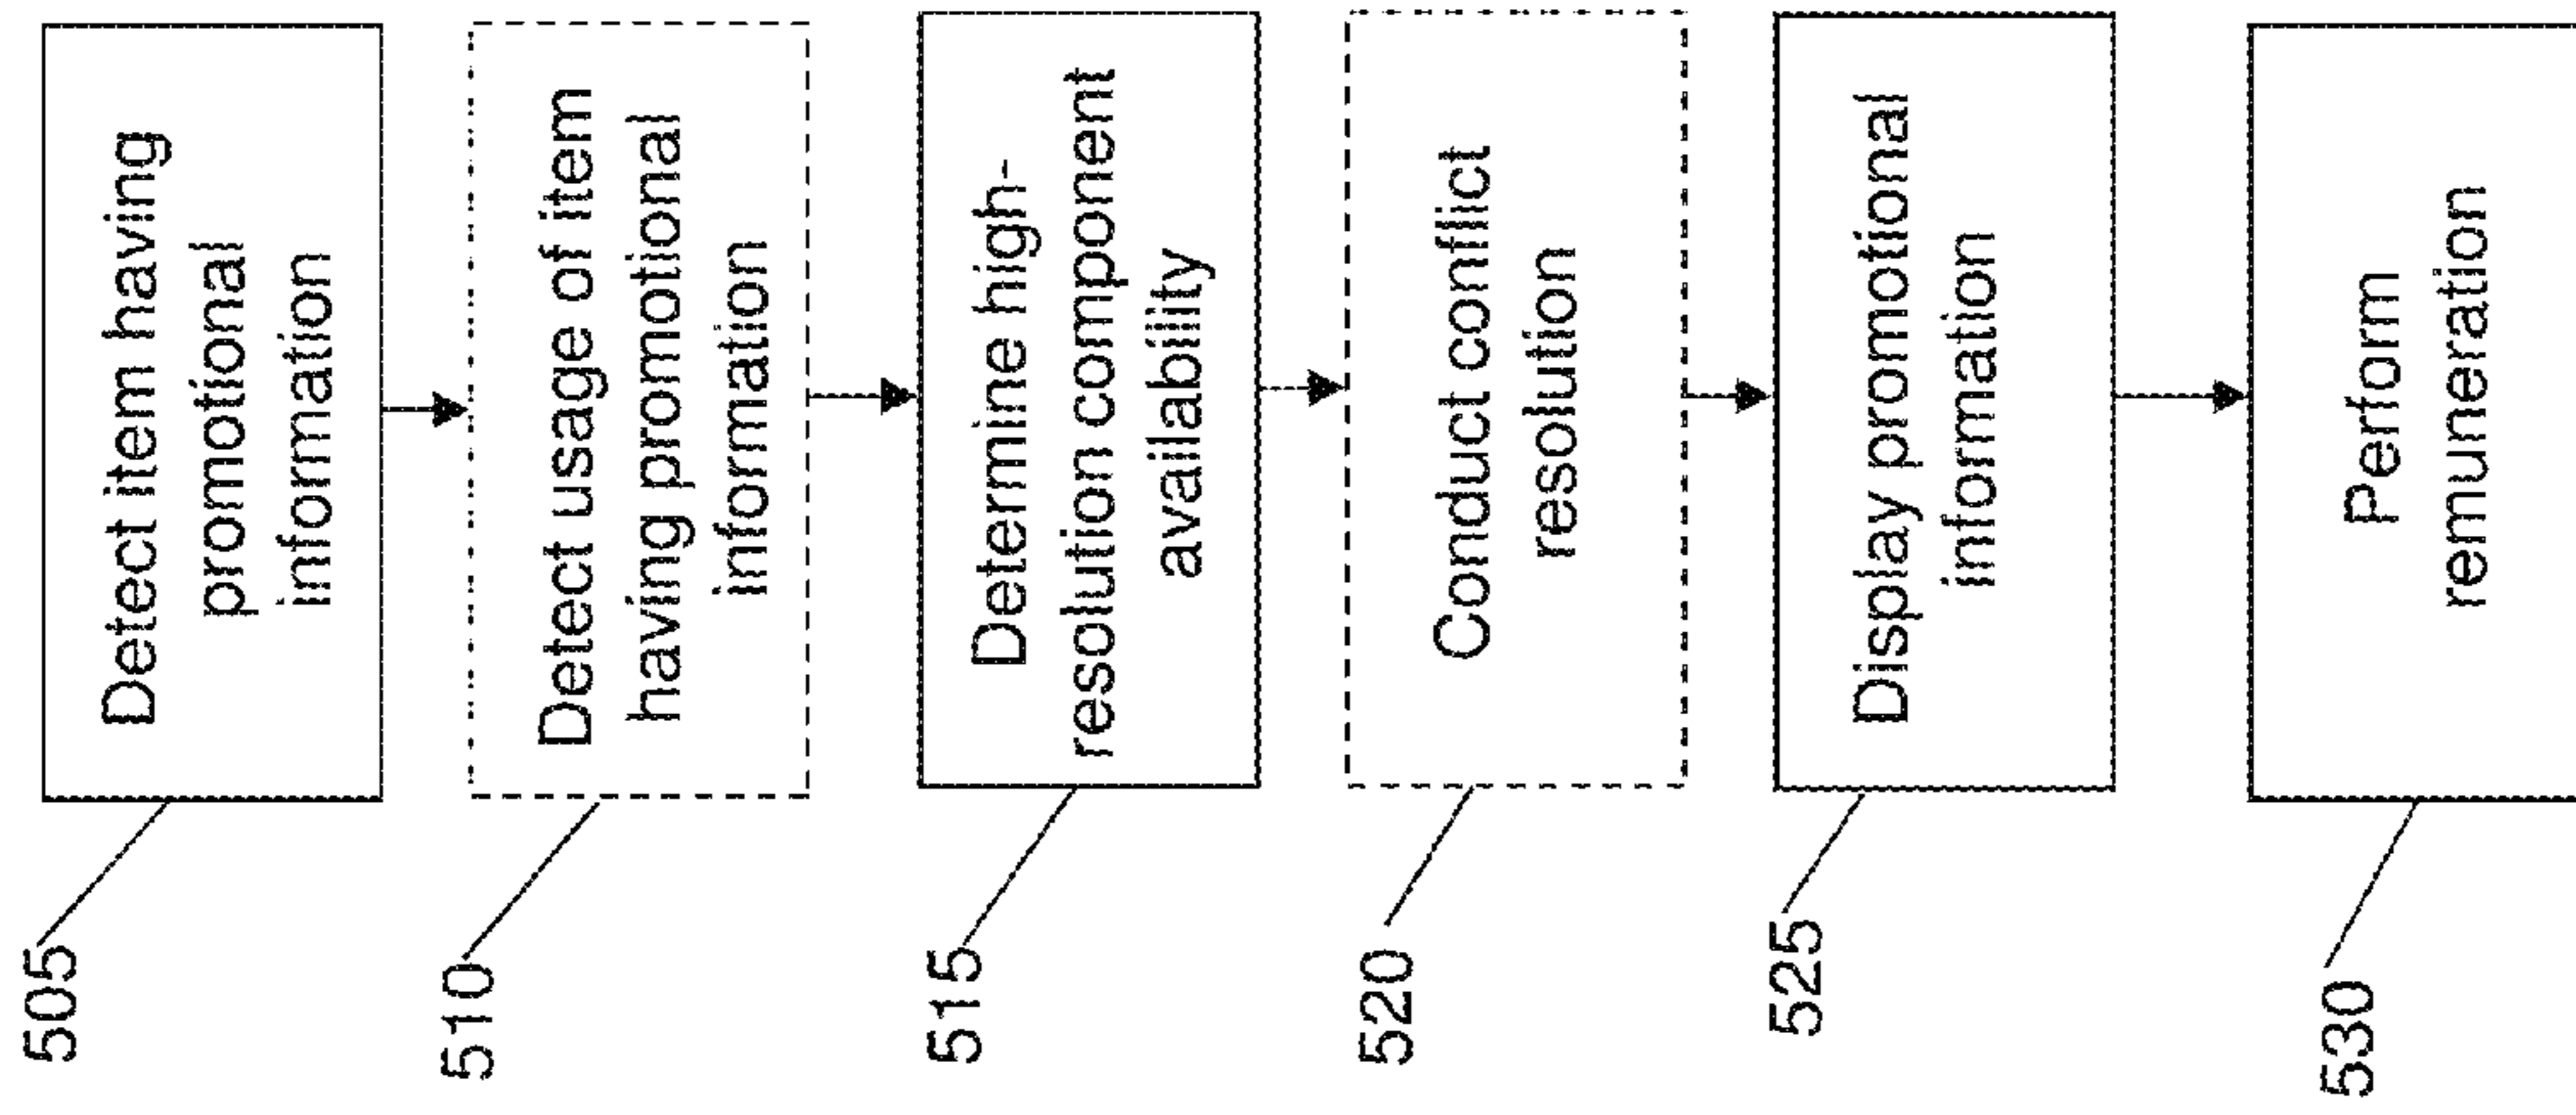 505
Detect item having
promotional
information
510
Detect usage of item
having promotional
information
515
Determine high-
resolution component
availability
520
Conduct conflict
resolution
525
Display promotional
information
530
Perform
remuneration